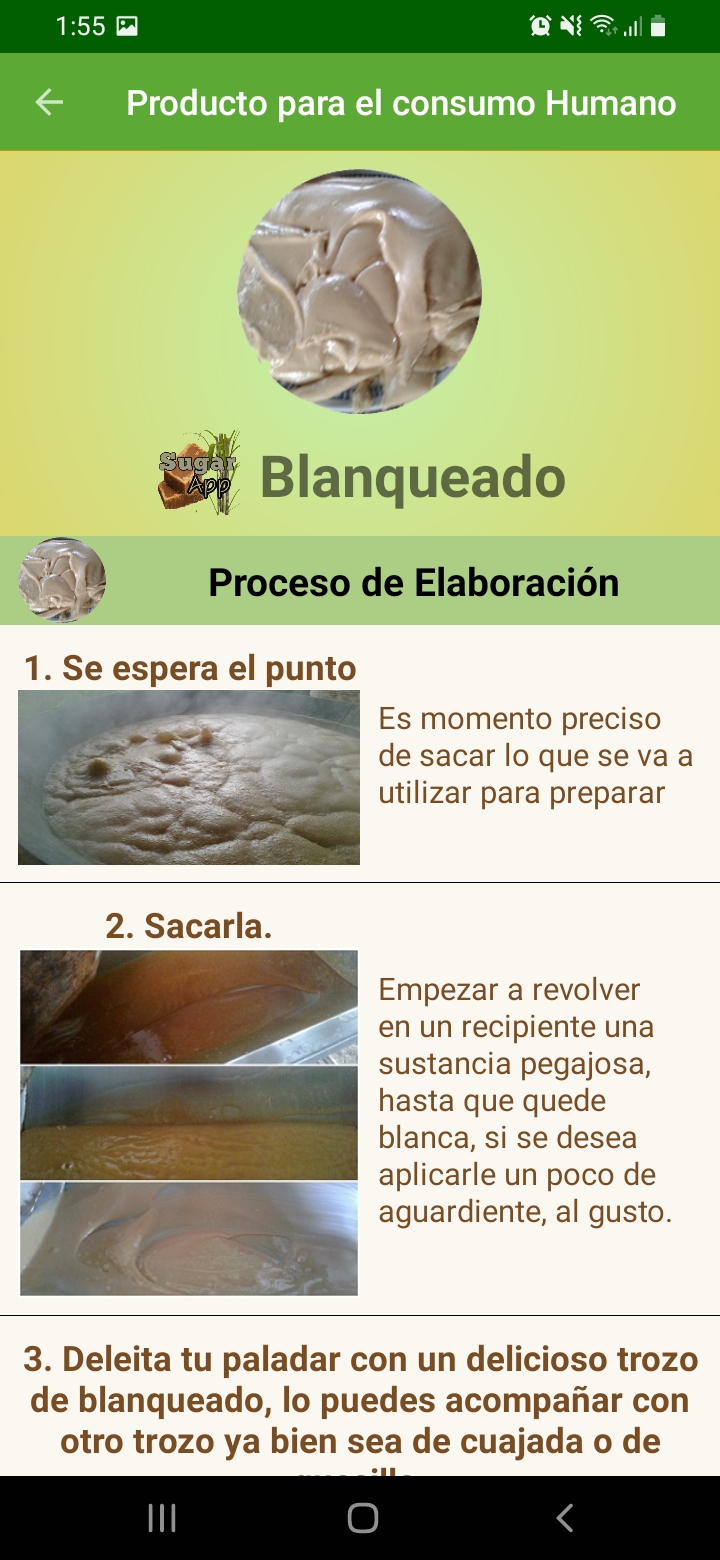 1:55
Producto para el consumo Humano
Sugar
App
Blanqueado
Proceso de Elaboración
1. Se espera el punto
Es momento preciso
de sacar lo que se va a
utilizar para preparar
2. Sacarla.
Empezar a revolver
en un recipiente una
sustancia pegajosa,
hasta que quede
blanca, si se desea
aplicarle un poco de
aguardiente, al gusto.
3. Deleita tu paladar con un delicioso trozo
de blanqueado, lo puedes acompañar con
otro trozo ya bien sea de cuajada o de